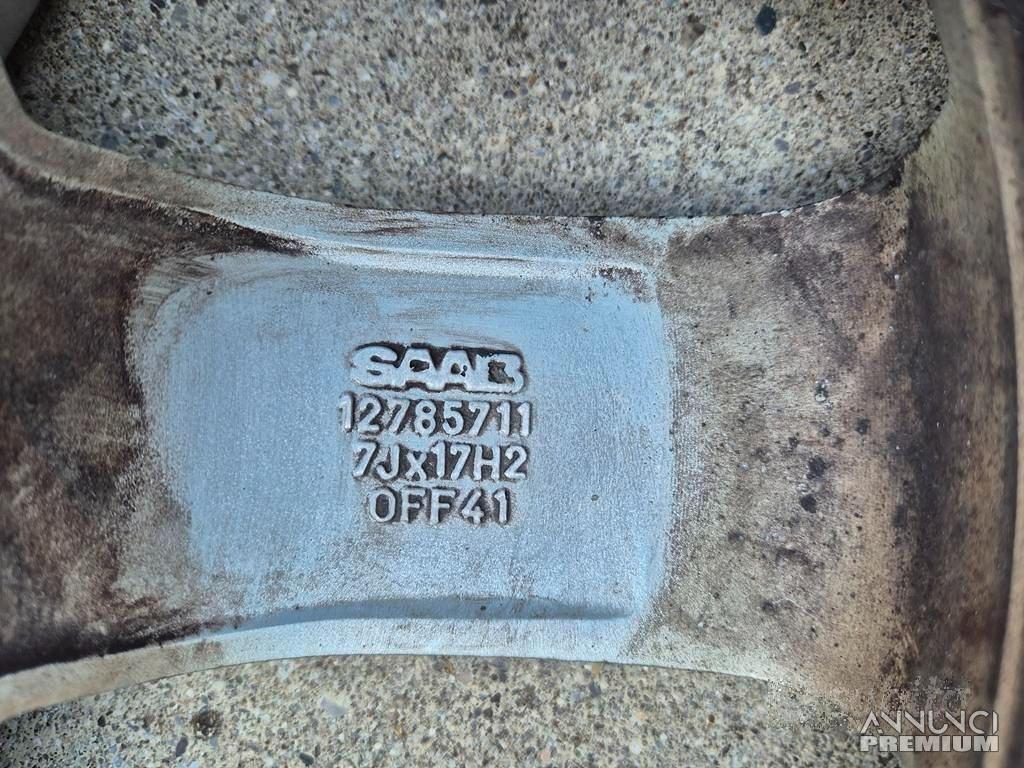 SAAB
12785711
7Jx17H2
OFF41
ANNUNCI
PREMIUM